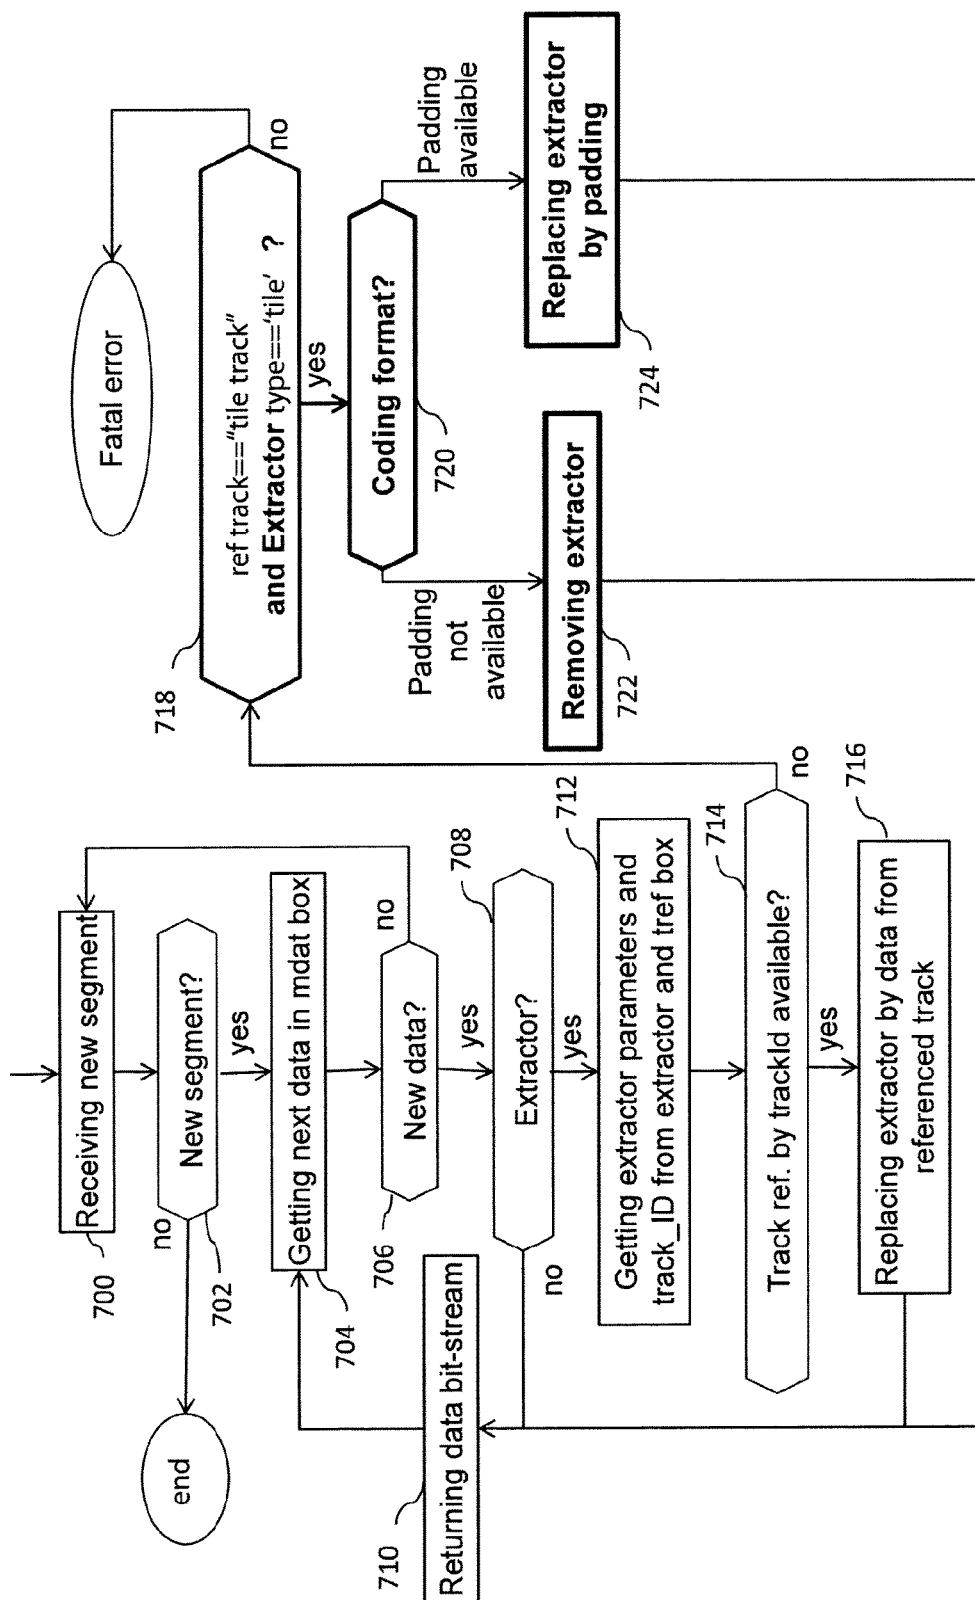 Receiving new segment
700
New segment?
702
no
yes
end
Getting next data in mdat box
704
New data?
706
no
yes
Extractor?
708
no
yes
Returning data bit-stream
710
Getting extractor parameters and
track_ID from extractor and tref box
712
Track ref. by trackId available?
714
no
yes
Replacing extractor by data from
referenced track
716
ref track=="tile track"
and Extractor type=='tile' ?
718
no
yes
Fatal error
Coding format?
720
Padding
not
available
Padding
available
Removing extractor
722
Replacing extractor
by padding
724